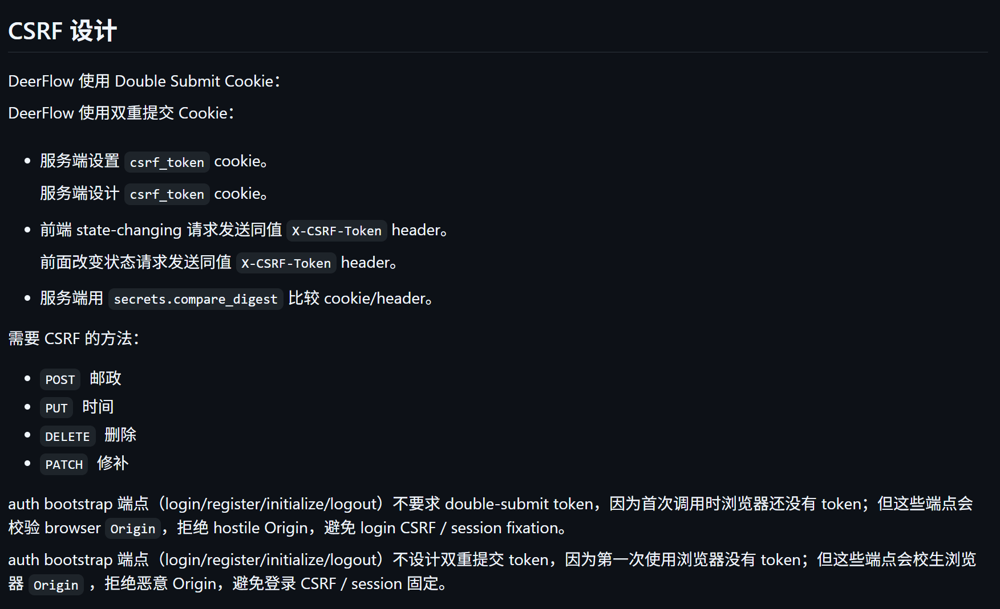 CSRF 设计
DeerFlow 使用 Double Submit Cookie：
DeerFlow 使用双重提交 Cookie：
服务端设置 csrf_token cookie。
服务端设计 csrf_token cookie。
前端 state-changing 请求发送同值 X-CSRF-Token header。
前面改变状态请求发送同值 X-CSRF-Token header。
服务端用 secrets.compare_digest 比较 cookie/header。
需要 CSRF 的方法：
POST 邮政
PUT 时间
DELETE 删除
PATCH 修补
auth bootstrap 端点（login/register/initialize/logout）不要求 double-submit token，因为首次调用时浏览器还没有 token；但这些端点会
校验 browser Origin，拒绝 hostile Origin，避免 login CSRF / session fixation。
auth bootstrap 端点（login/register/initialize/logout）不设计双重提交 token，因为第一次使用浏览器没有 token；但这些端点会校生浏览
器 Origin ，拒绝恶意 Origin，避免登录 CSRF / session 固定。